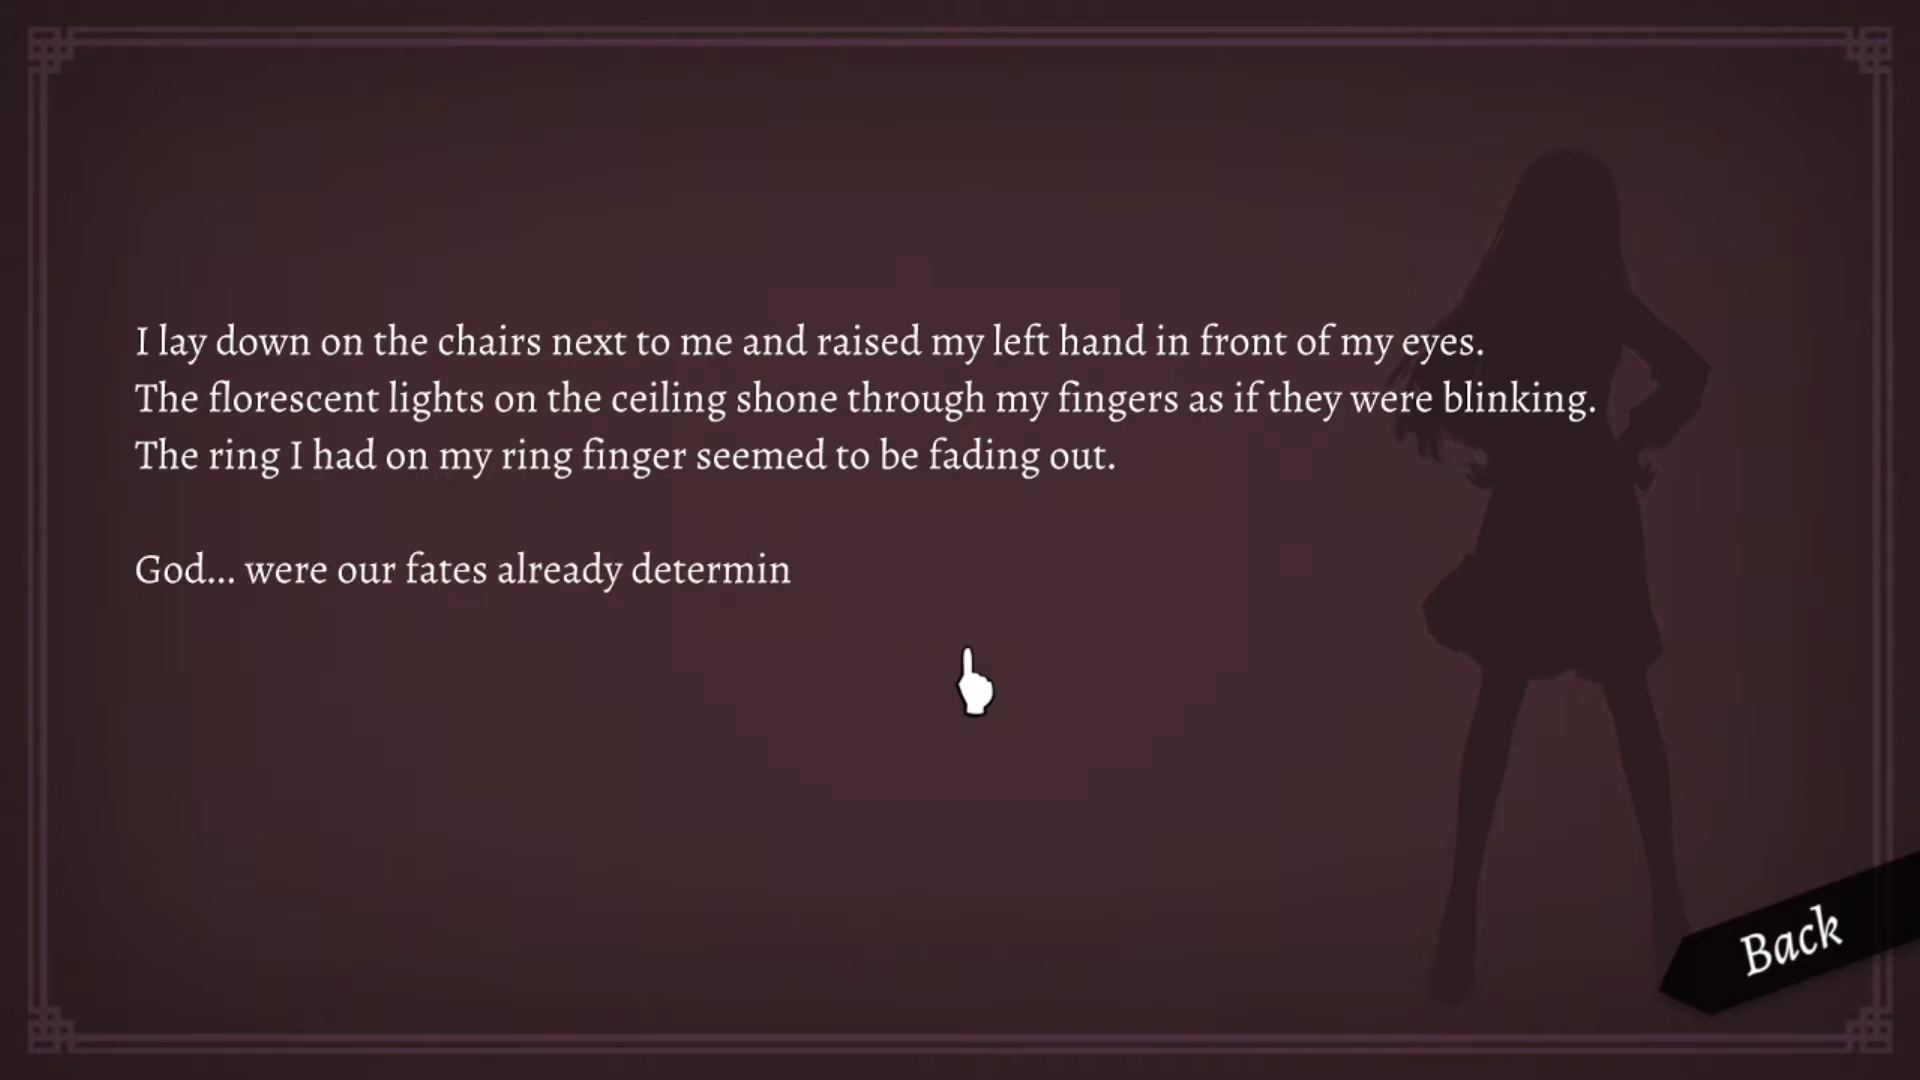 I lay down on the chairs next to me and raised my left hand in front of my eyes.
The florescent lights on the ceiling shone through my fingers as if they were blinking.
The ring I had on my ring finger seemed to be fading out.
God... were our fates already determin
Back